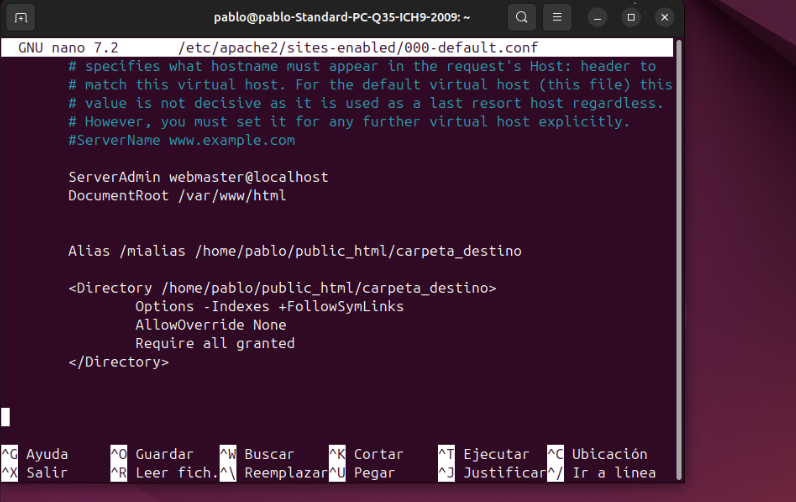 pablo@pablo-Standard-PC-Q35-ICH9-2009: ~
GNU nano 7.2 /etc/apache2/sites-enabled/000-default.conf
# specifies what hostname must appear in the request's Host: header to
# match this virtual host. For the default virtual host (this file) this
# value is not decisive as it is used as a last resort host regardless.
# However, you must set it for any further virtual host explicitly.
#ServerName www.example.com
ServerAdmin webmaster@localhost
DocumentRoot /var/www/html
Alias /mialias /home/pablo/public_html/carpeta_destino
<Directory /home/pablo/public_html/carpeta_destino>
Options -Indexes +FollowSymLinks
AllowOverride None
Require all granted
</Directory>
^G Ayuda ^O Guardar ^W Buscar ^K Cortar ^T Ejecutar ^C Ubicación
^X Salir ^R Leer fich. ^\ Reemplazar ^U Pegar ^J Justificar ^/ Ir a línea